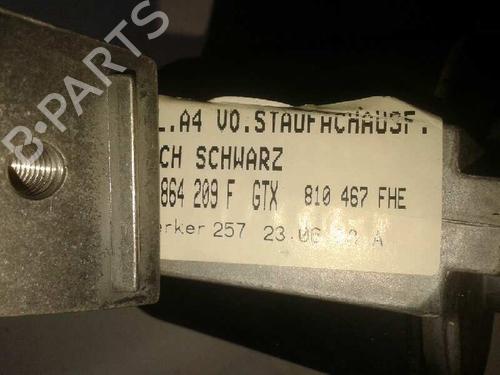 B-PARTS
L.A4 VO.STAUFACHAUSF.
CH SCHWARZ
864 209 F GTX 810 467 FHE
erker 257 23.06 A